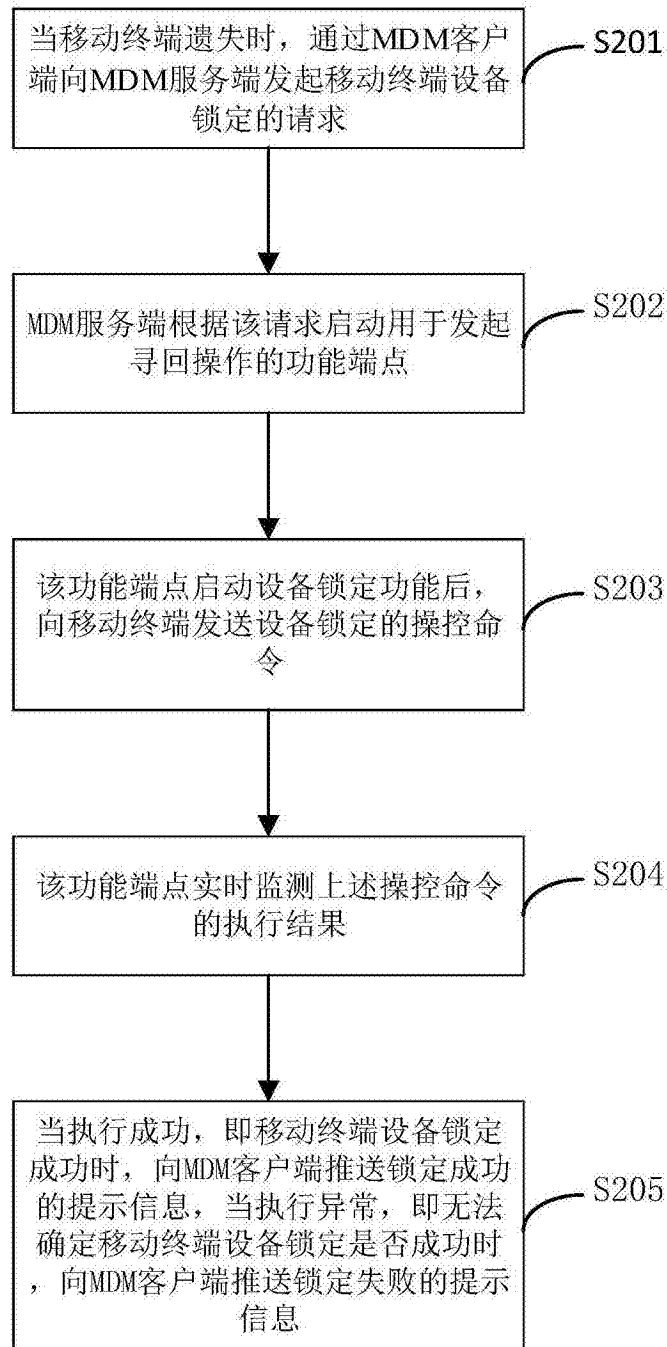 当移动终端遗失时，通过MDM客户
端向MDM服务端发起移动终端设备
锁定的请求
S201
MDM服务端根据该请求启动用于发起
寻回操作的功能端点
S202
该功能端点启动设备锁定功能后，
向移动终端发送设备锁定的操控命
令
S203
该功能端点实时监测上述操控命令
的执行结果
S204
当执行成功，即移动终端设备锁定
成功时，向MDM客户端推送锁定成功
的提示信息，当执行异常，即无法
确定移动终端设备锁定是否成功时
，向MDM客户端推送锁定失败的提示
信息
S205